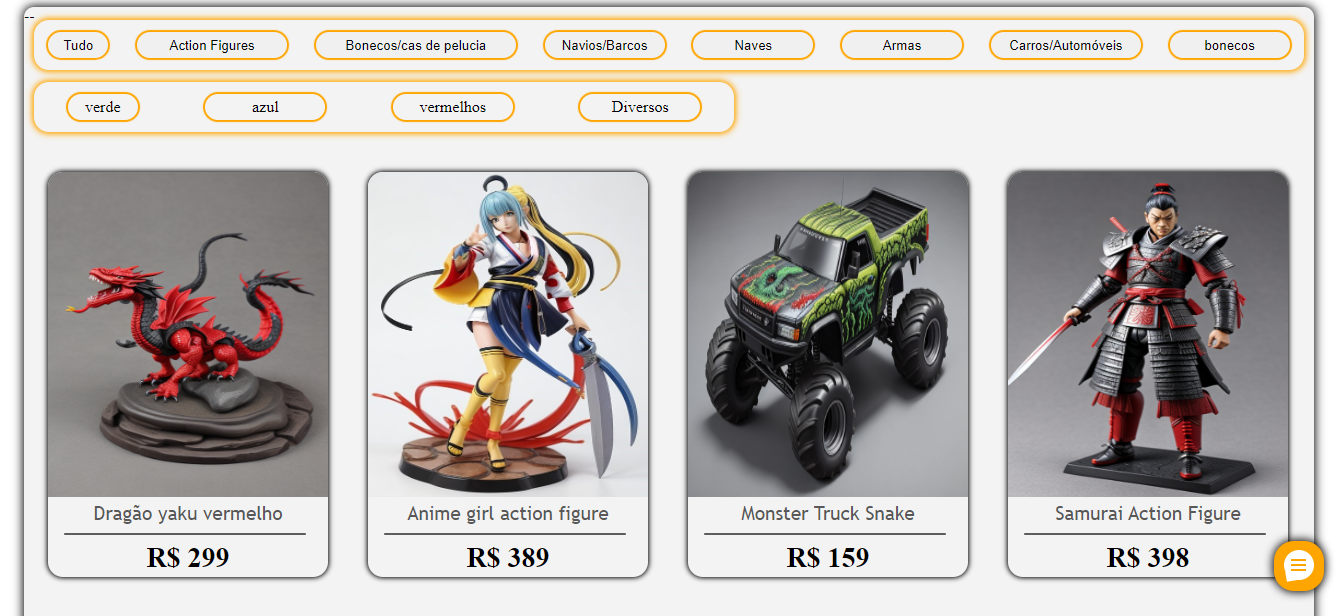 --
Tudo Action Figures Bonecos/cas de pelucia Navios/Barcos Naves Armas Carros/Automóveis bonecos
verde azul vermelhos Diversos
Dragão yaku vermelho Anime girl action figure Monster Truck Snake Samurai Action Figure
R$ 299 R$ 389 R$ 159 R$ 398